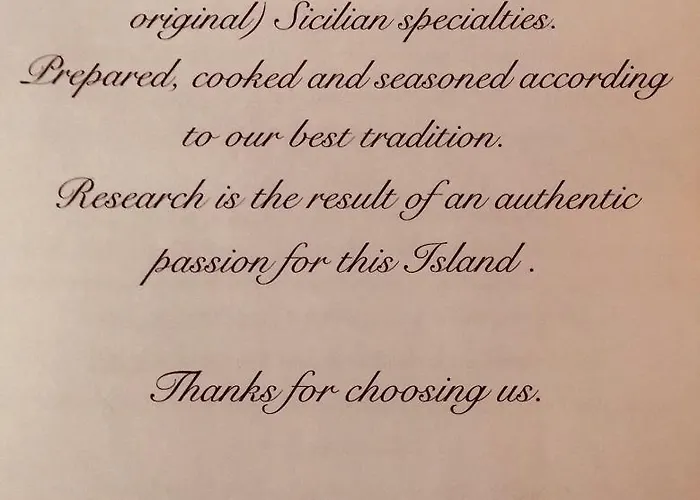 original) Sicilian specialties.
Prepared, cooked and seasoned according
to our best tradition.
Research is the result of an authentic
passion for this Island .
Thanks for choosing us.